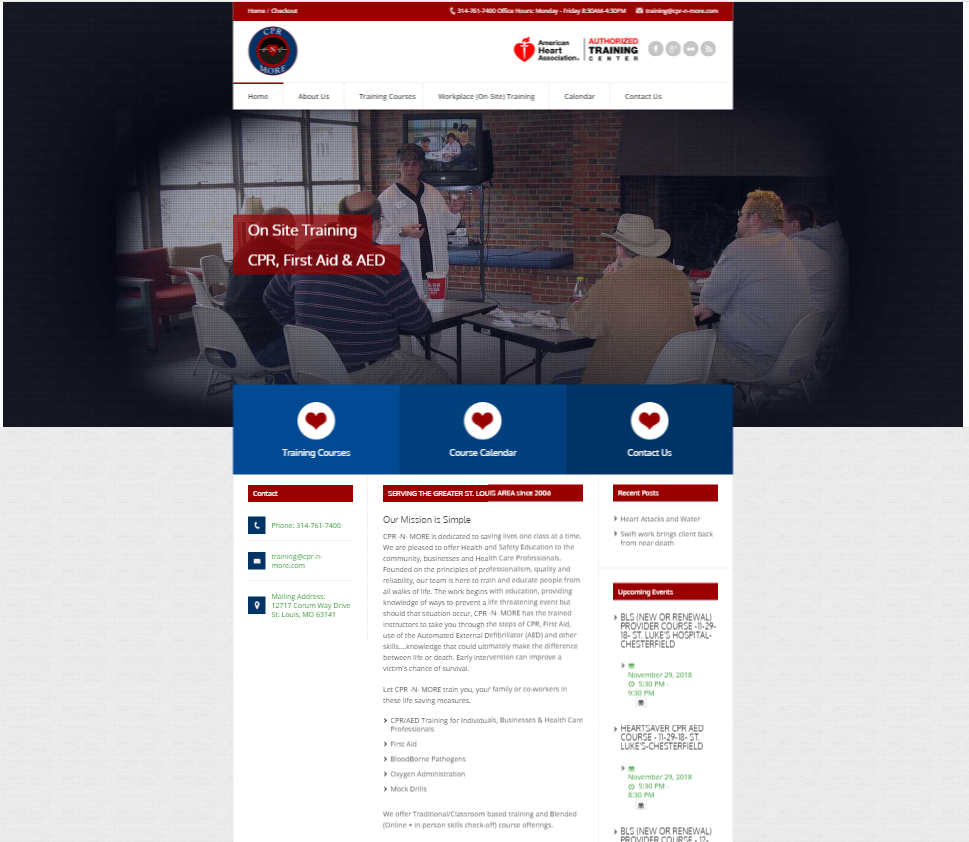 Home / Checkout
314-761-7400 Office Hours: Monday - Friday 8:30AM-4:30PM
training@cpr-n-more.com
CPR
-N-
MORE
American
Heart
Association®
AUTHORIZED
TRAINING
CENTER
Home
About Us
Training Courses
Workplace (On-Site) Training
Calendar
Contact Us
On Site Training
CPR, First Aid & AED
Training Courses
Course Calendar
Contact Us
Contact
Phone: 314-761-7400
training@cpr-n-
more.com
Mailing Address:
12717 Corum Way Drive
St. Louis, MO 63141
SERVING THE GREATER ST. LOUIS AREA since 2006
Our Mission is Simple
CPR -N- MORE is dedicated to saving lives one class at a time.
We are pleased to offer Health and Safety Education to the
community, businesses and Health Care Professionals.
Founded on the principles of professionalism, quality and
reliability, our team is here to train and educate people from
all walks of life. The work begins with education, providing
knowledge of ways to prevent a life threatening event but
should that situation occur, CPR -N- MORE has the trained
instructors to take you through the steps of CPR, First Aid,
use of the Automated External Defibrillator (AED) and other
skills....knowledge that could ultimately make the difference
between life or death. Early intervention can improve a
victim's chance of survival.
Let CPR -N- MORE train you, your family or co-workers in
these life saving measures.
CPR/AED Training for Individuals, Businesses & Health Care
Professionals
First Aid
BloodBorne Pathogens
Oxygen Administration
Mock Drills
We offer Traditional/Classroom based training and Blended
(Online + in-person skills check-off) course offerings.
Recent Posts
Heart Attacks and Water
Swift work brings client back
from near death
Upcoming Events
BLS (NEW OR RENEWAL)
PROVIDER COURSE -11-29-
18- ST. LUKE'S HOSPITAL-
CHESTERFIELD
November 29, 2018
5:30 PM -
9:30 PM
HEARTSAVER CPR AED
COURSE - 11-29-18- ST.
LUKE'S-CHESTERFIELD
November 29, 2018
5:30 PM -
8:30 PM
BLS (NEW OR RENEWAL)
PROVIDER COURSE - 12-